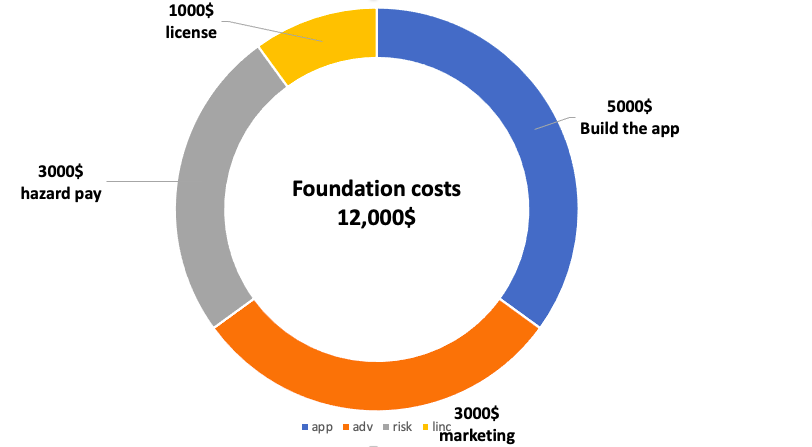 1000$
license
5000$
Build the app
3000$
hazard pay
Foundation costs
12,000$
3000$
marketing
app adv risk linc